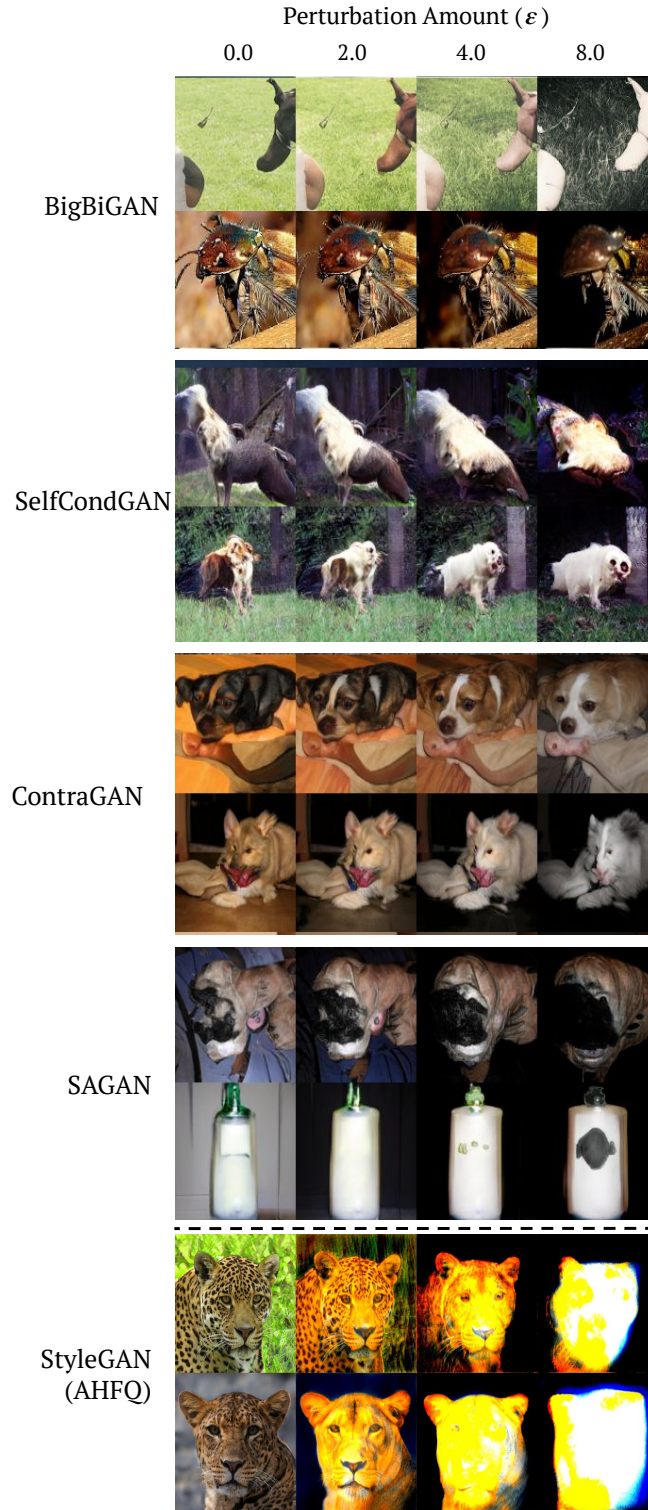 Perturbation Amount (ε)
0.0 2.0 4.0 8.0
BigBiGAN
SelfCondGAN
ContraGAN
SAGAN
StyleGAN
(AHFQ)